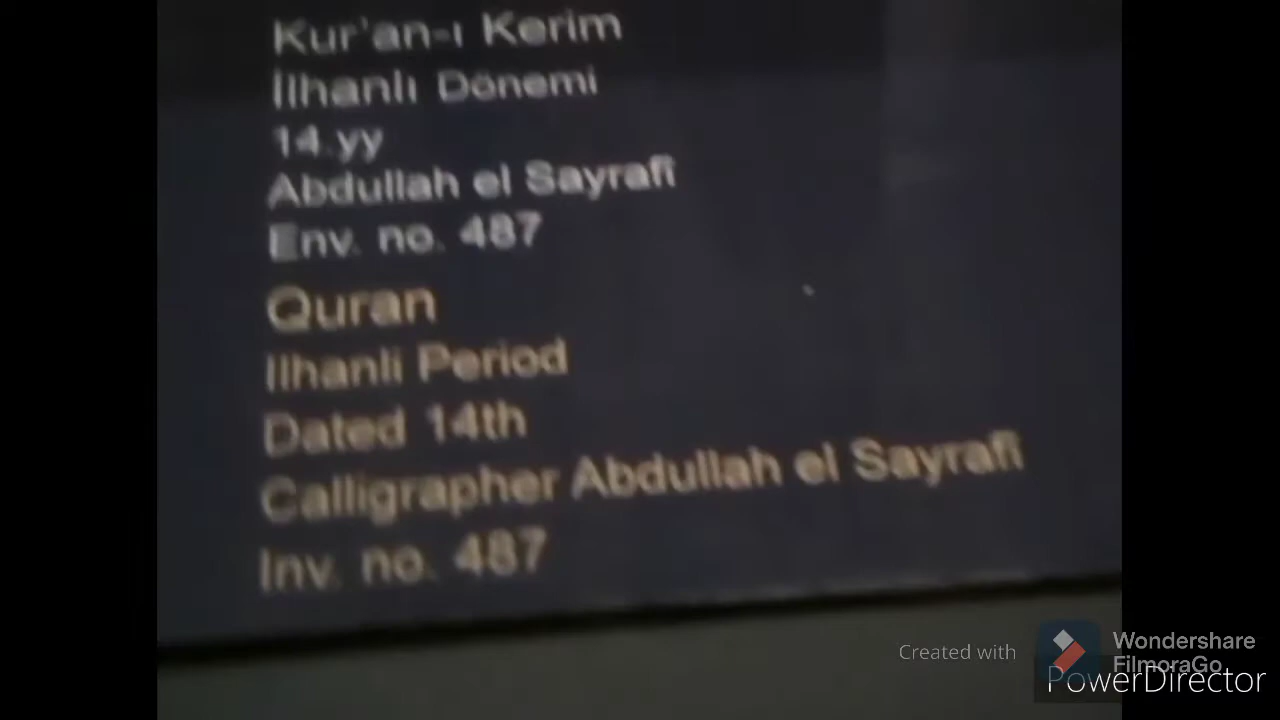 Kur'an-ı Kerim
İlhanlı Dönemi
14.yy
Abdullah el Sayrafi
Env. no. 487
Quran
Ilhanli Period
Dated 14th
Calligrapher Abdullah el Sayrafi
Inv. no. 487
Created with
Wondershare
FilmoraGo
PowerDirector